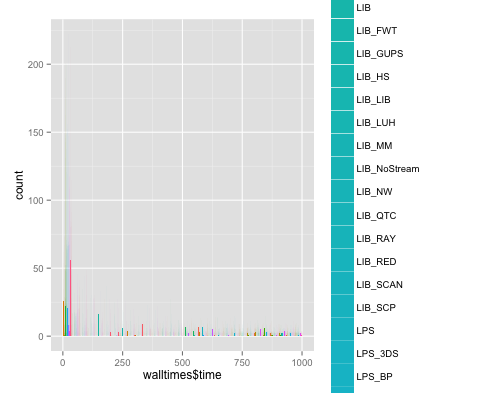 200
150
100
50
0
count
0
250
500
750
1000
walltimes$time
LIB
LIB_FWT
LIB_GUPS
LIB_HS
LIB_LIB
LIB_LUH
LIB_MM
LIB_NoStream
LIB_NW
LIB_QTC
LIB_RAY
LIB_RED
LIB_SCAN
LIB_SCP
LPS
LPS_3DS
LPS_BP